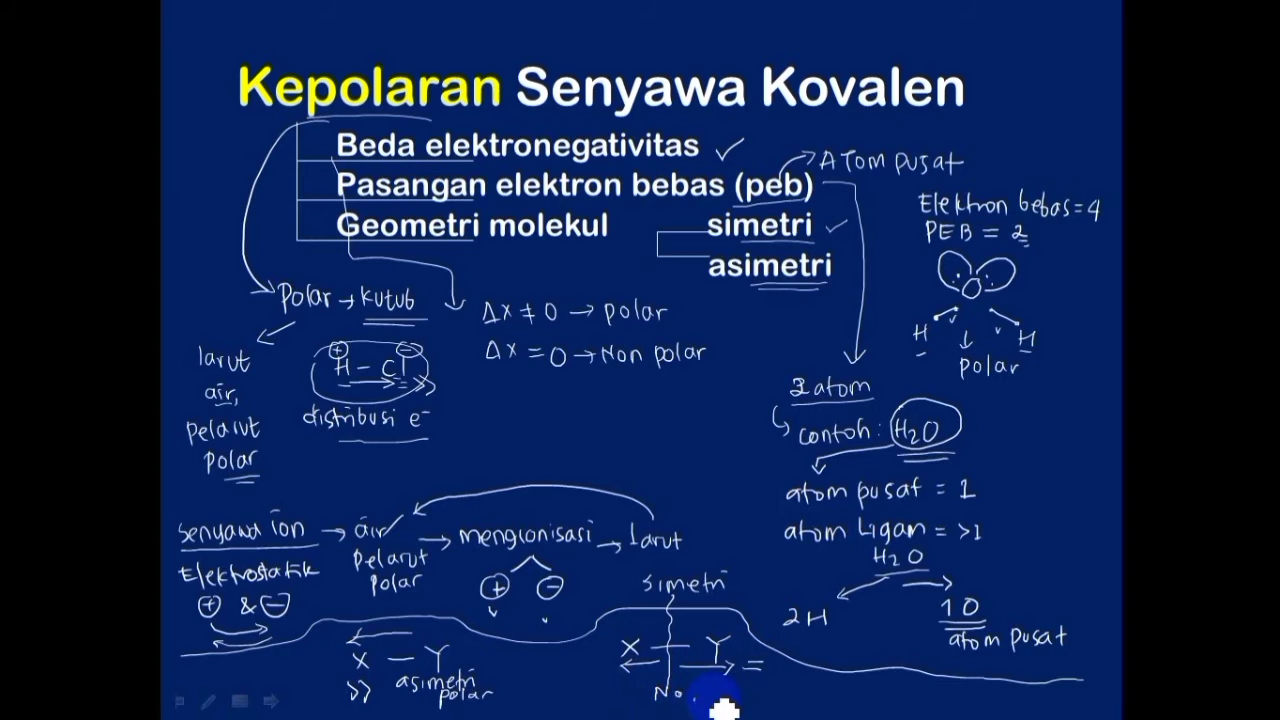 Kepolaran Senyawa Kovalen
Beda elektronegativitas
Pasangan elektron bebas (peb)
Geometri molekul
simetri
asimetri
ATOM PUSAT
Elektron bebas = 4
PEB = 2
H
H
polar
Polar → kutub
larut
air,
pelarut
polar
+ −
H – Cl >>
distribusi e⁻
ΔX ≠ 0 → polar
ΔX = 0 → Non polar
3 atom
contoh : H2O
atom pusat = 1
atom Ligan = >1
H2O
2H
1 O
atom pusat
senyawa ion → air → mengionisasi → larut
pelarut
polar
Elektrostatik
+ & −
+ −
X – Y
>>
asimetri
polar
simetri
X – Y =
No